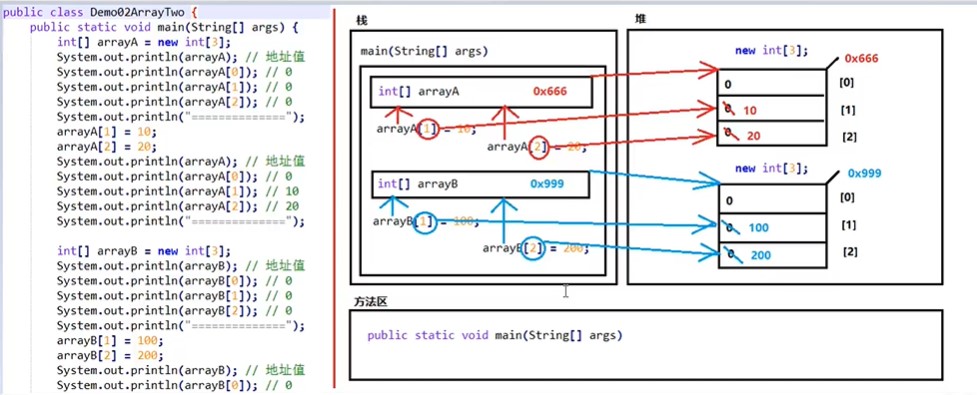 public class Demo02ArrayTwo {
public static void main(String[] args) {
int[] arrayA = new int[3];
System.out.println(arrayA); // 地址值
System.out.println(arrayA[0]); // 0
System.out.println(arrayA[1]); // 0
System.out.println(arrayA[2]); // 0
System.out.println("==============");
arrayA[1] = 10;
arrayA[2] = 20;
System.out.println(arrayA); // 地址值
System.out.println(arrayA[0]); // 0
System.out.println(arrayA[1]); // 10
System.out.println(arrayA[2]); // 20
System.out.println("==============");
int[] arrayB = new int[3];
System.out.println(arrayB); // 地址值
System.out.println(arrayB[0]); // 0
System.out.println(arrayB[1]); // 0
System.out.println(arrayB[2]); // 0
System.out.println("==============");
arrayB[1] = 100;
arrayB[2] = 200;
System.out.println(arrayB); // 地址值
System.out.println(arrayB[0]); // 0
栈
main(String[] args)
int[] arrayA 0x666
arrayA[1] = 10;
arrayA[2] = 20;
int[] arrayB 0x999
arrayB[1] = 100;
arrayB[2] = 200;
堆
new int[3];
0x666
0 [0]
0 10 [1]
0 20 [2]
new int[3];
0x999
0 [0]
0 100 [1]
0 200 [2]
方法区
public static void main(String[] args)